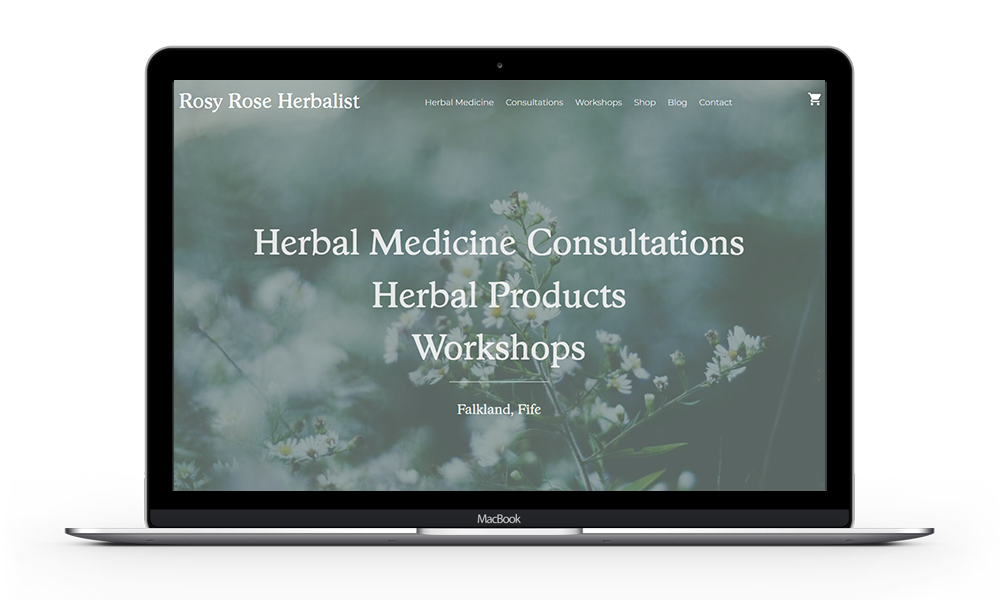 Rosy Rose Herbalist
Herbal Medicine Consultations Workshops Shop Blog Contact
Herbal Medicine Consultations
Herbal Products
Workshops
Falkland, Fife
MacBook